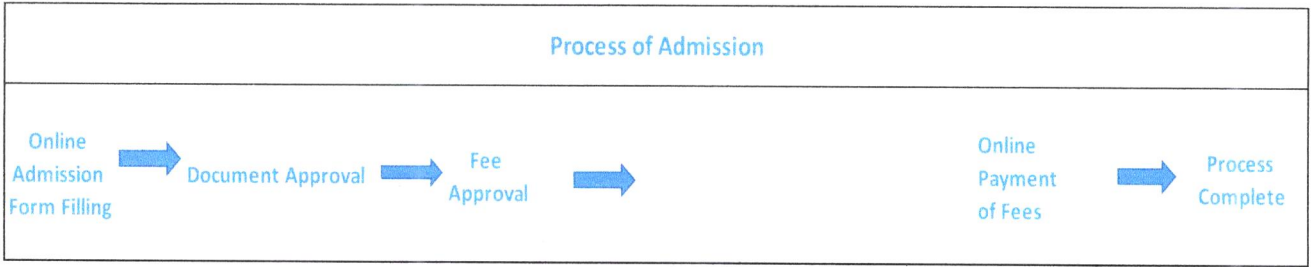 Process of Admission
Online
Admission
Form Filling
Document Approval
Fee
Approval
Online
Payment
of Fees
Process
Complete